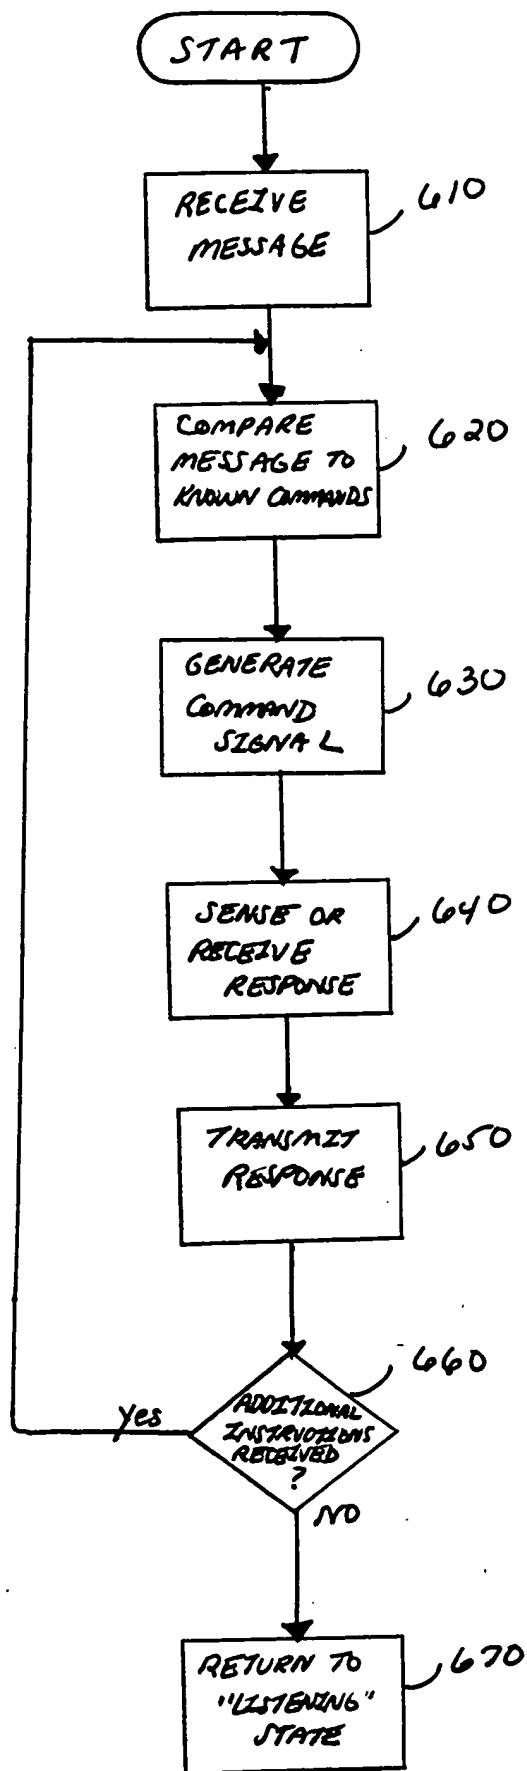 START
RECEIVE
MESSAGE
610
COMPARE
MESSAGE TO
KNOWN COMMANDS
620
GENERATE
COMMAND
SIGNAL
630
SENSE OR
RECEIVE
RESPONSE
640
TRANSMIT
RESPONSE
650
ADDITIONAL
INSTRUCTIONS
RECEIVED
?
660
Yes
NO
RETURN TO
"LISTENING"
STATE
670